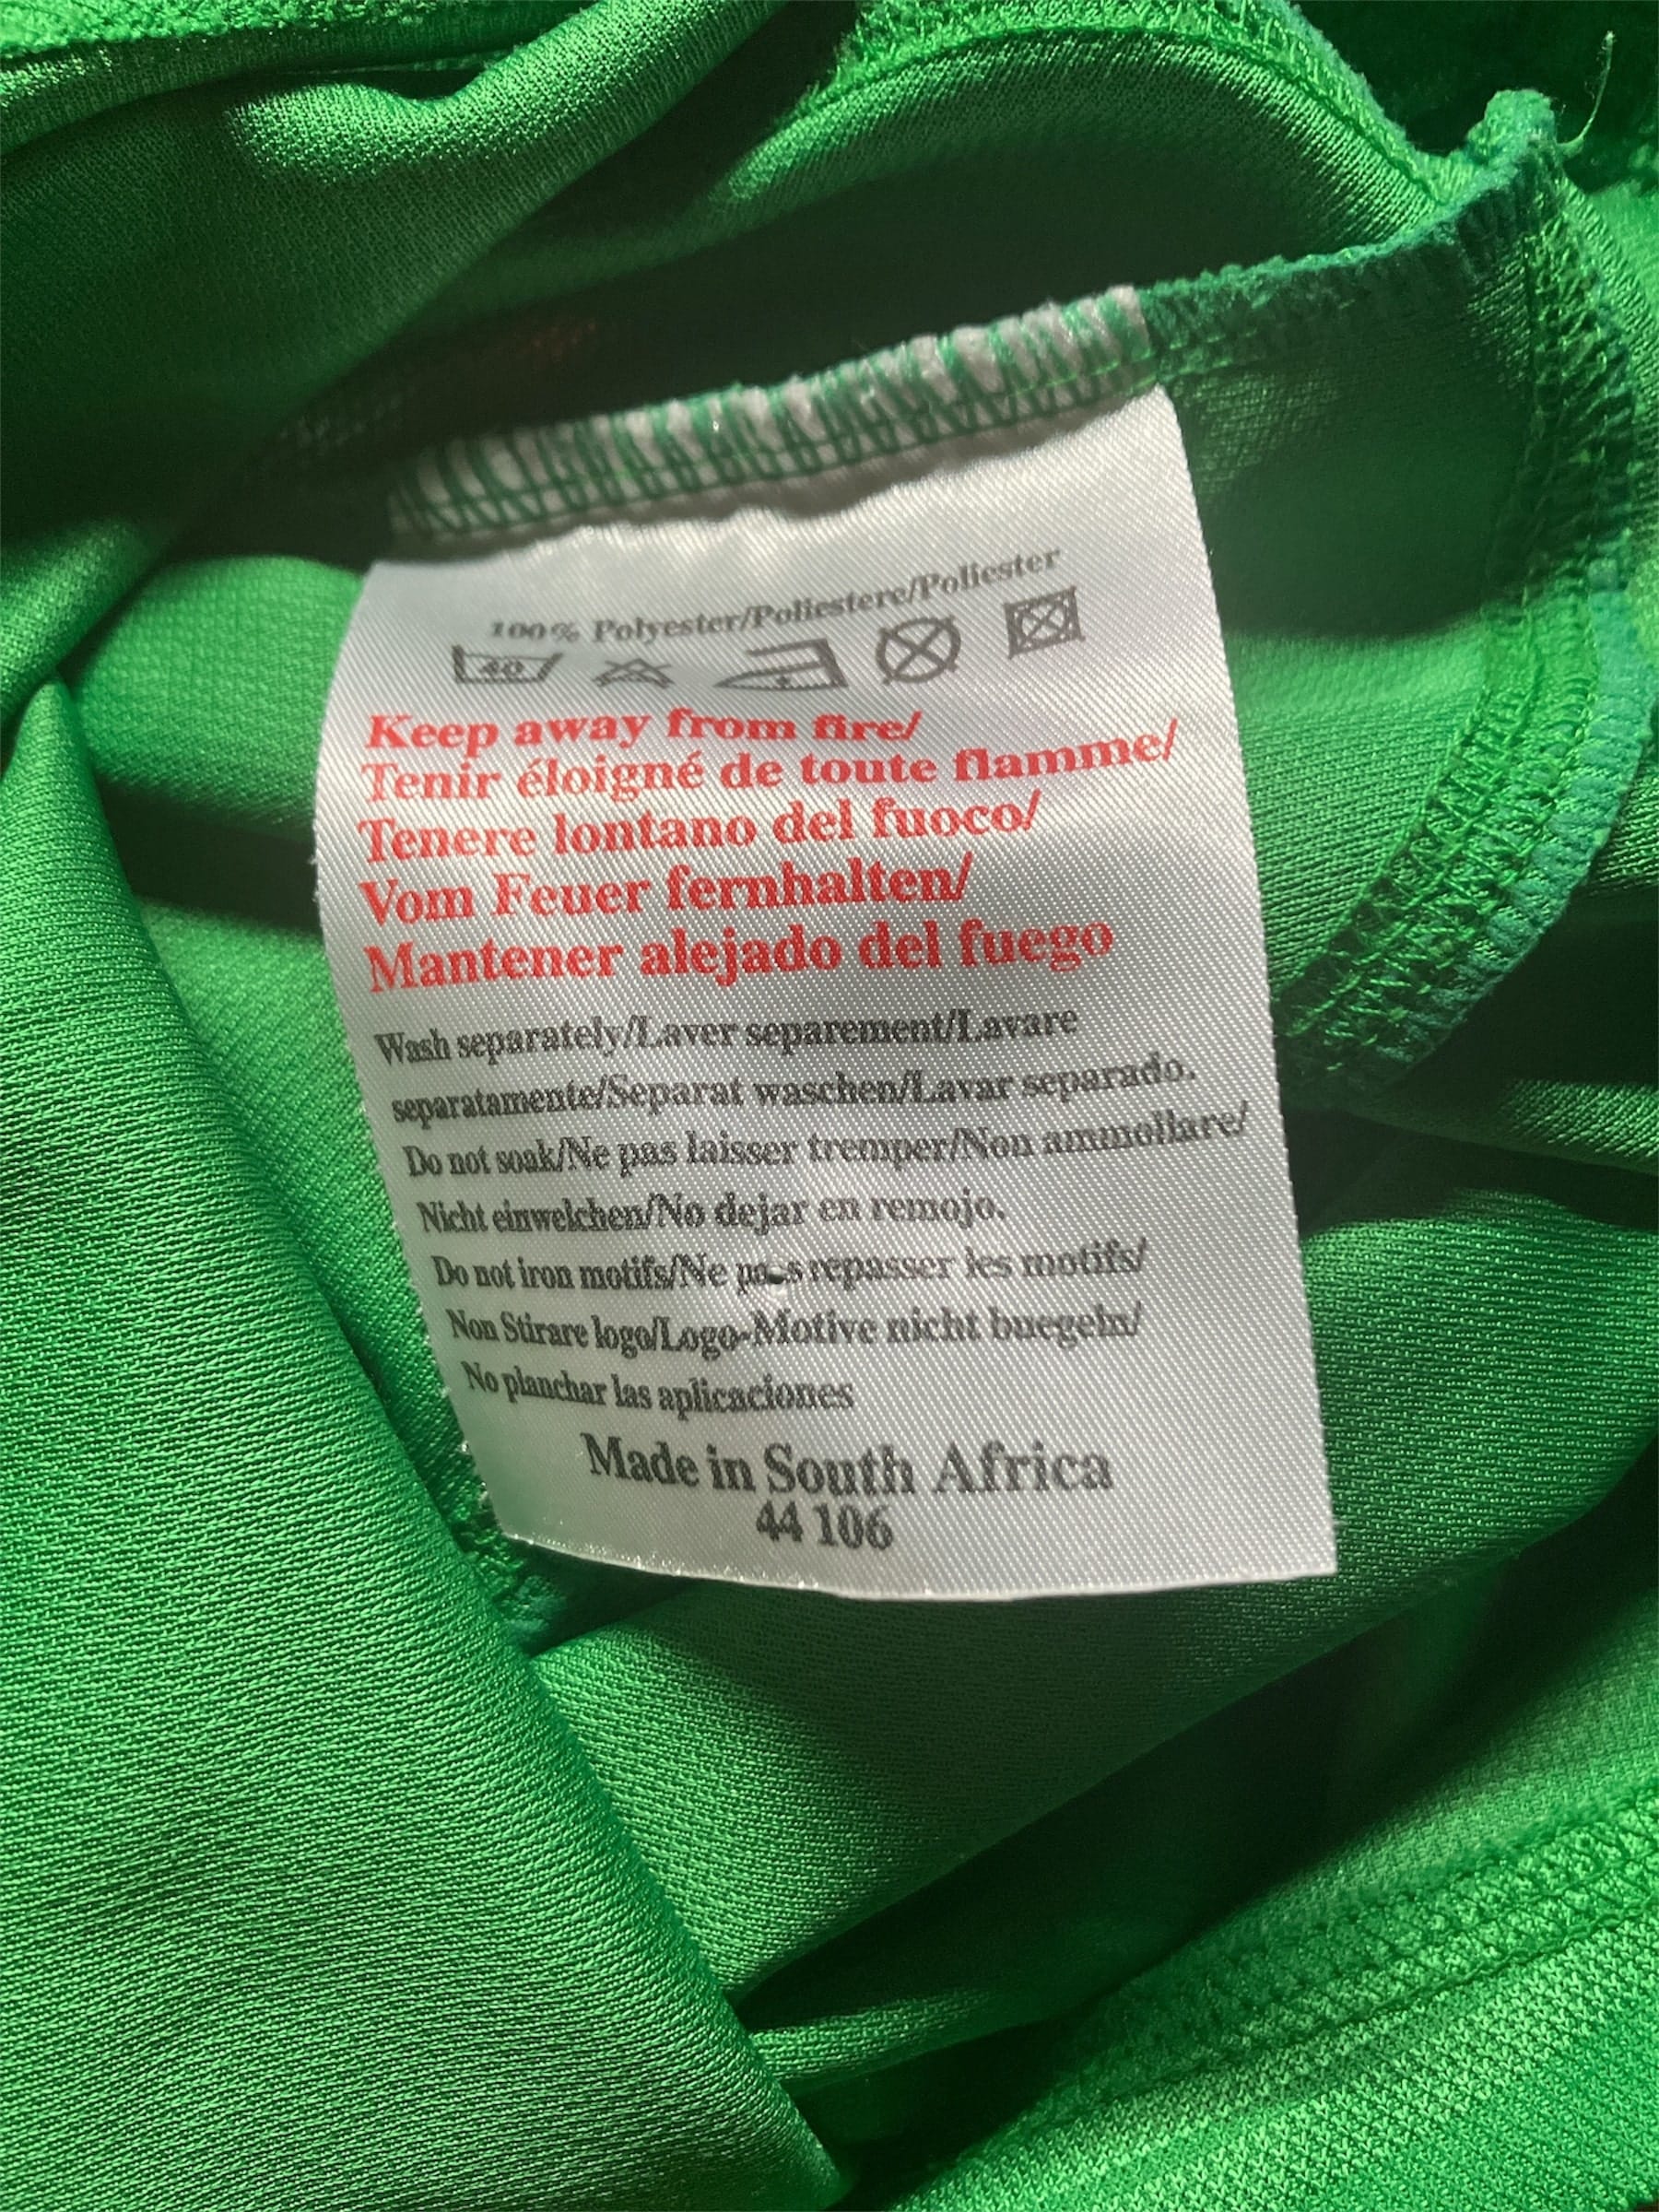 100% Polyester/Poliestere/Poliester
40
Keep away from fire/
Tenir éloigné de toute flamme/
Tenere lontano del fuoco/
Vom Feuer fernhalten/
Mantener alejado del fuego
Wash separately/Laver separement/Lavare
separatamente/Separat waschen/Lavar separado.
Do not soak/Ne pas laisser tremper/Non ammollare/
Nicht einweichen/No dejar en remojo.
Do not iron motifs/Ne pas repasser les motifs/
Non Stirare logo/Logo-Motive nicht buegeln/
No planchar las aplicaciones
Made in South Africa
44 106